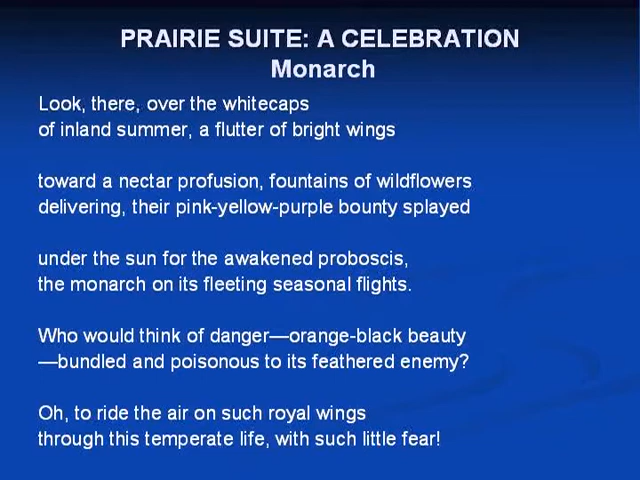 PRAIRIE SUITE: A CELEBRATION
Monarch
Look, there, over the whitecaps
of inland summer, a flutter of bright wings
toward a nectar profusion, fountains of wildflowers
delivering, their pink-yellow-purple bounty splayed
under the sun for the awakened proboscis,
the monarch on its fleeting seasonal flights.
Who would think of danger—orange-black beauty
—bundled and poisonous to its feathered enemy?
Oh, to ride the air on such royal wings
through this temperate life, with such little fear!